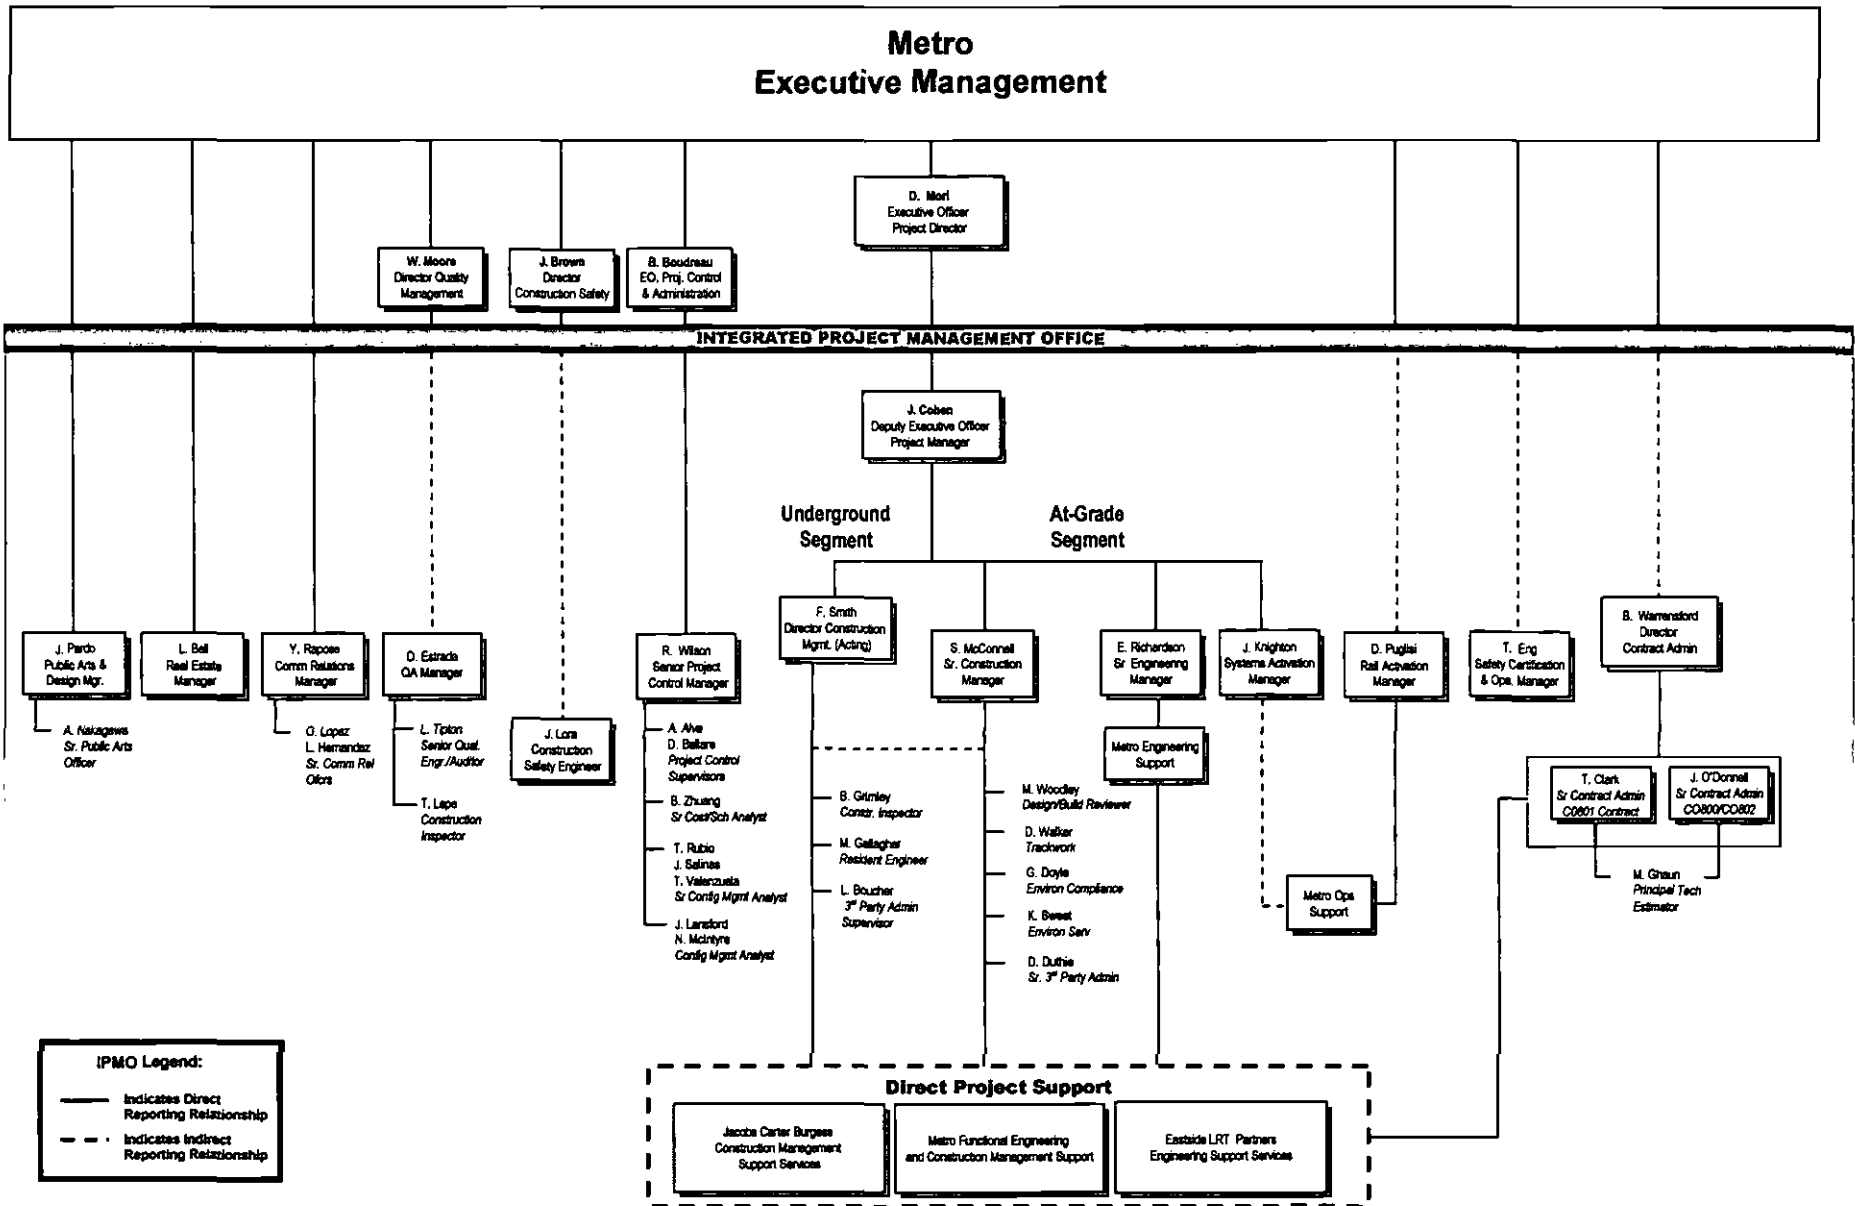 Metro
Executive Management
D. Mori
Executive Officer
Project Director
W. Moore
Director Quality
Management
J. Brown
Director
Construction Safety
B. Boudreau
EO, Proj. Control
& Administration
INTEGRATED PROJECT MANAGEMENT OFFICE
J. Cohen
Deputy Executive Officer
Project Manager
Underground
Segment
At-Grade
Segment
J. Pardo
Public Arts &
Design Mgr.
L. Bell
Real Estate
Manager
Y. Rapose
Comm Relations
Manager
D. Estrada
QA Manager
R. Wilson
Senior Project
Control Manager
F. Smith
Director Construction
Mgmt. (Acting)
S. McConnell
Sr. Construction
Manager
E. Richardson
Sr Engineering
Manager
J. Knighton
Systems Activation
Manager
D. Pugliai
Rail Activation
Manager
T. Eng
Safety Certification
& Ops. Manager
B. Warrensford
Director
Contract Admin
A. Nakagawa
Sr. Public Arts
Officer
G. Lopez
L. Hernandez
Sr. Comm Rel
Ofcrs
L. Tipton
Senior Qual.
Engr./Auditor
T. Lepe
Construction
Inspector
J. Lora
Construction
Safety Engineer
A. Alve
D. Ballare
Project Control
Supervisors
B. Zhuang
Sr Cost/Sch Analyst
T. Rubio
J. Salinas
T. Valenzuela
Sr Config Mgmt Analyst
J. Lansford
N. McIntyre
Config Mgmt Analyst
B. Grimley
Constr. Inspector
M. Gallagher
Resident Engineer
L. Boucher
3rd Party Admin
Supervisor
M. Woodley
Design/Build Reviewer
D. Walker
Trackwork
G. Doyle
Environ Compliance
K. Sweet
Environ Serv
D. Duthie
Sr. 3rd Party Admin
Metro Engineering
Support
Metro Ops
Support
T. Clark
Sr Contract Admin
C0801 Contract
J. O'Donnell
Sr Contract Admin
CO800/CO802
M. Ghaun
Principal Tech
Estimator
IPMO Legend:
Indicates Direct
Reporting Relationship
Indicates Indirect
Reporting Relationship
Direct Project Support
Jacobs Carter Burgess
Construction Management
Support Services
Metro Functional Engineering
and Construction Management Support
Eastside LRT Partners
Engineering Support Services